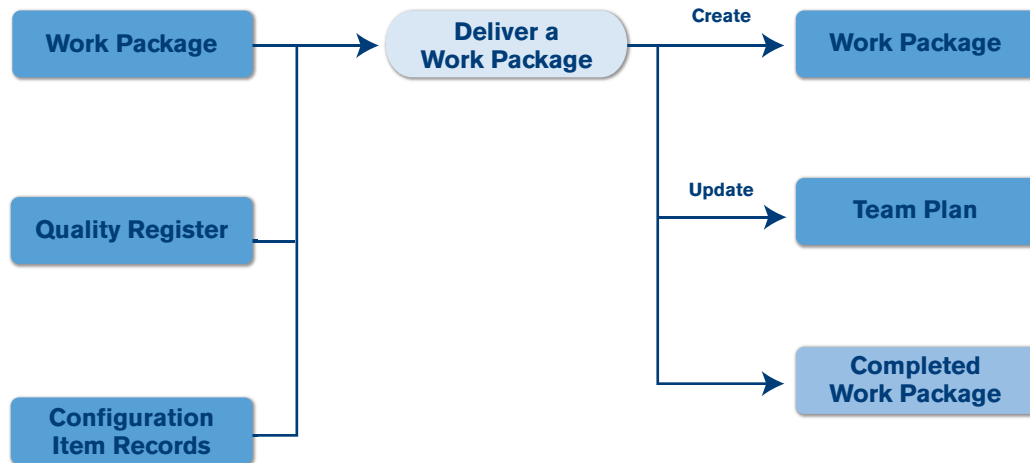 Work Package
Deliver a
Work Package
Create
Work Package
Quality Register
Update
Team Plan
Configuration
Item Records
Completed
Work Package